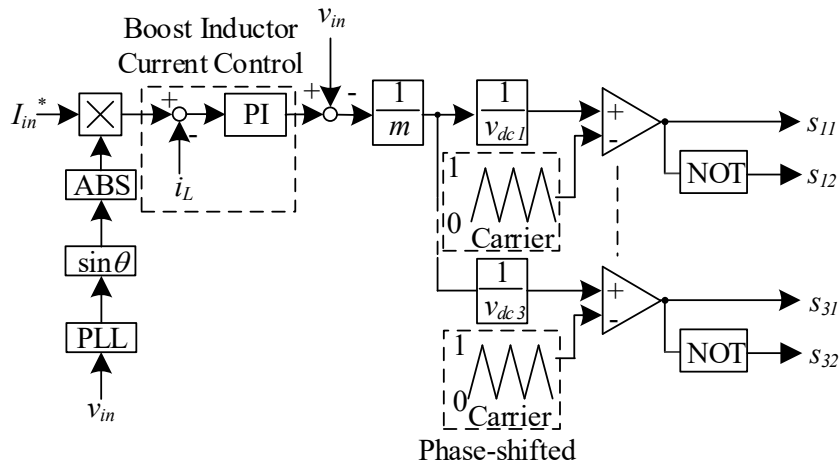 Boost Inductor
Current Control
v_in
I_in*
×
+
-
PI
+
-
1
m
1
v_dc1
+
-
s_11
NOT
s_12
i_L
ABS
1
0
Carrier
sinθ
1
v_dc3
+
-
s_31
NOT
s_32
PLL
1
0
Carrier
v_in
Phase-shifted